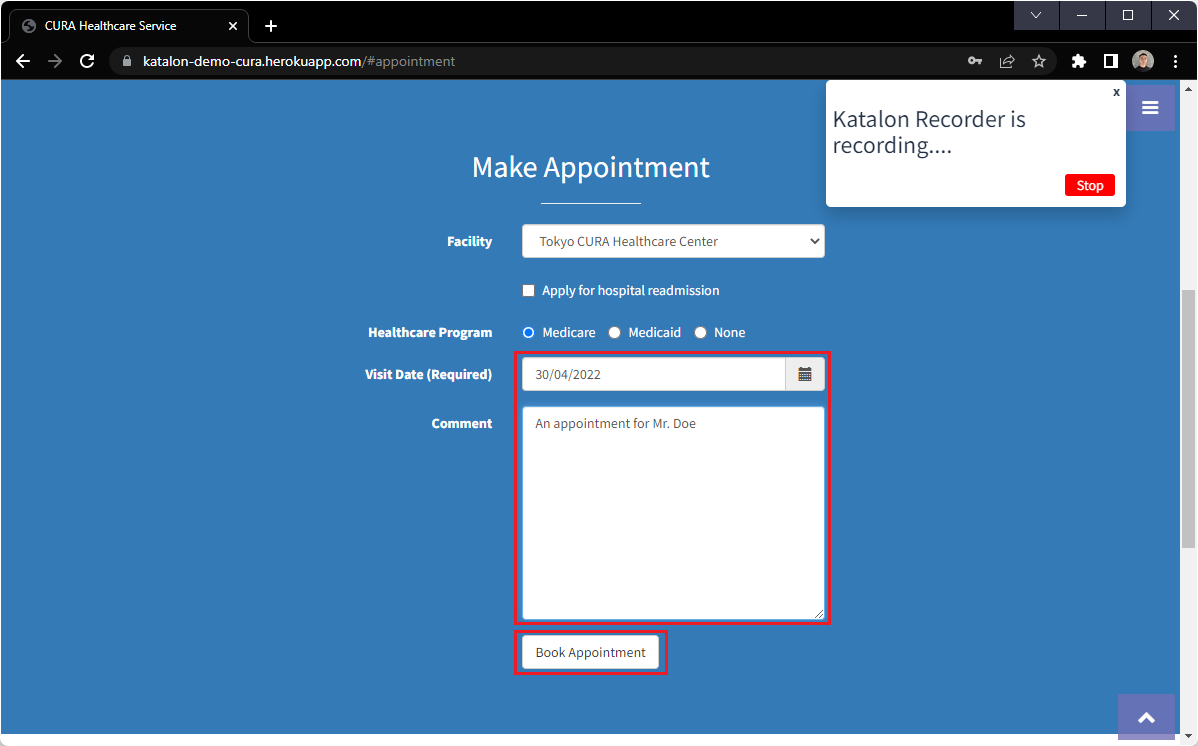 CURA Healthcare Service
katalon-demo-cura.herokuapp.com/#appointment
x
Katalon Recorder is
recording....
Stop
Make Appointment
Facility Tokyo CURA Healthcare Center
Apply for hospital readmission
Healthcare Program Medicare Medicaid None
Visit Date (Required) 30/04/2022
Comment An appointment for Mr. Doe
Book Appointment